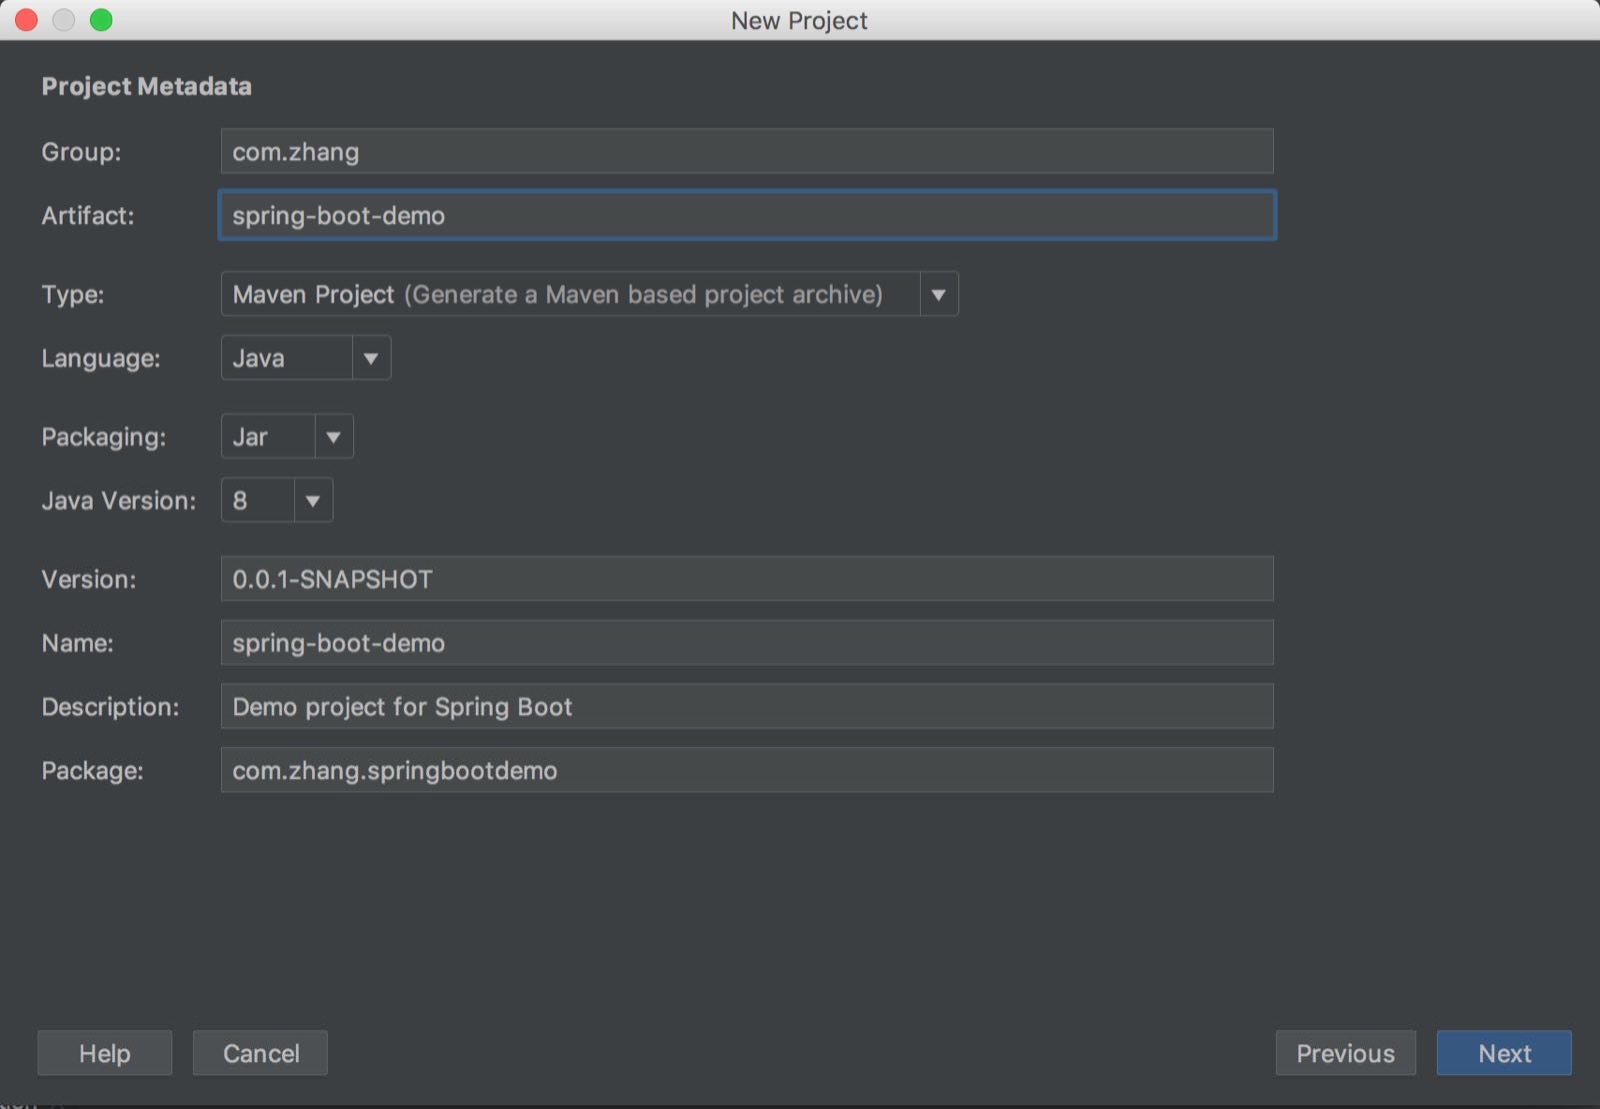 New Project
Project Metadata
Group: com.zhang
Artifact: spring-boot-demo
Type: Maven Project (Generate a Maven based project archive)
Language: Java
Packaging: Jar
Java Version: 8
Version: 0.0.1-SNAPSHOT
Name: spring-boot-demo
Description: Demo project for Spring Boot
Package: com.zhang.springbootdemo
Help Cancel Previous Next